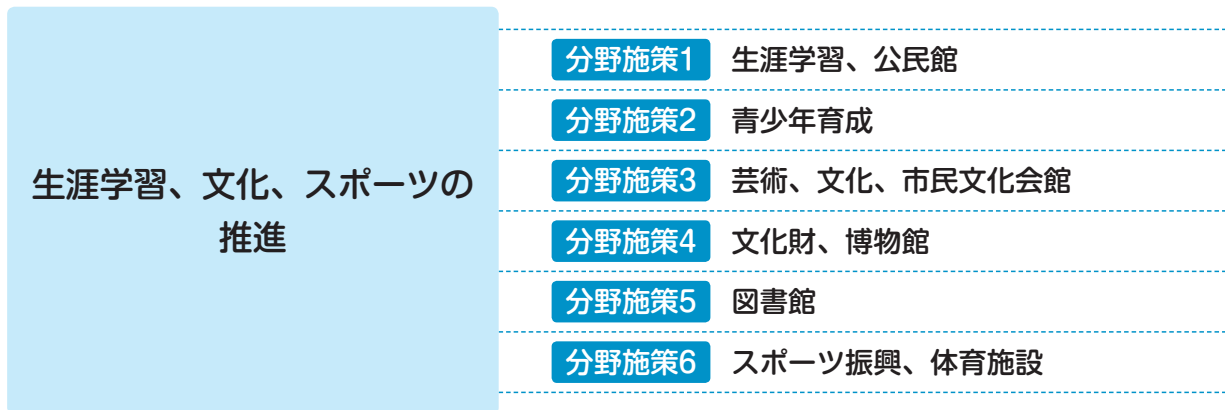 生涯学習、文化、スポーツの
推進
分野施策1 生涯学習、公民館
分野施策2 青少年育成
分野施策3 芸術、文化、市民文化会館
分野施策4 文化財、博物館
分野施策5 図書館
分野施策6 スポーツ振興、体育施設